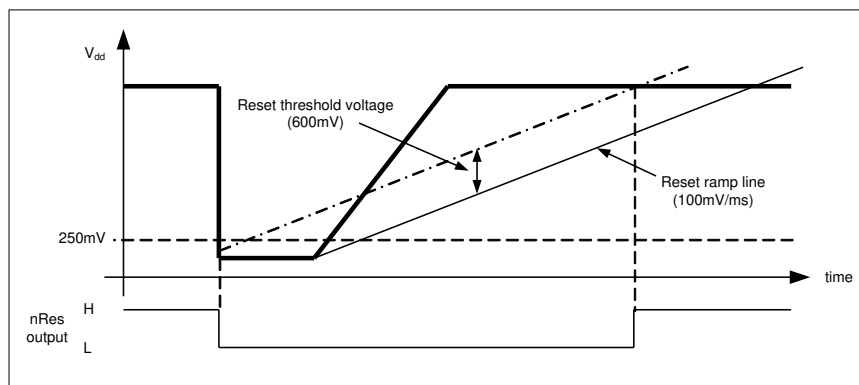 V_dd
Reset threshold voltage
(600mV)
Reset ramp line
(100mV/ms)
250mV
time
H
nRes
output
L